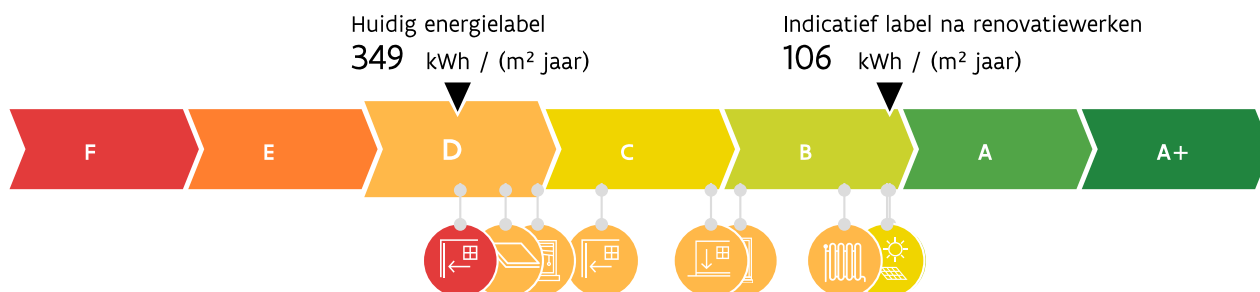 Huidig energielabel
349 kWh / (m² jaar)
Indicatief label na renovatiewerken
106 kWh / (m² jaar)
F E D C B A A+